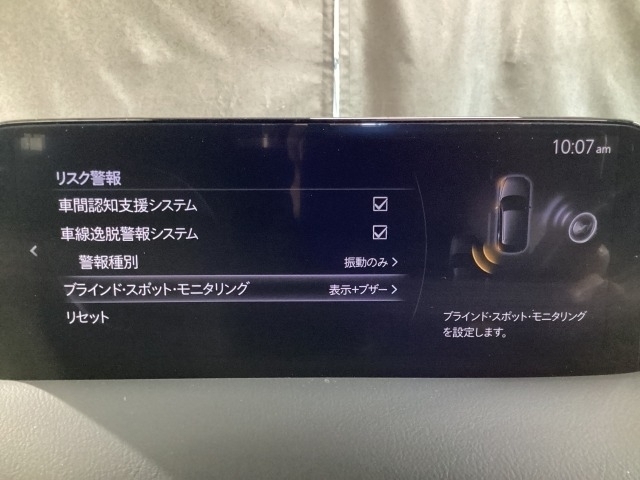 10:07am
リスク警報
車間認知支援システム
車線逸脱警報システム
警報種別 振動のみ
ブラインド・スポット・モニタリング 表示+ブザー
リセット
ブラインド・スポット・モニタリング
を設定します。